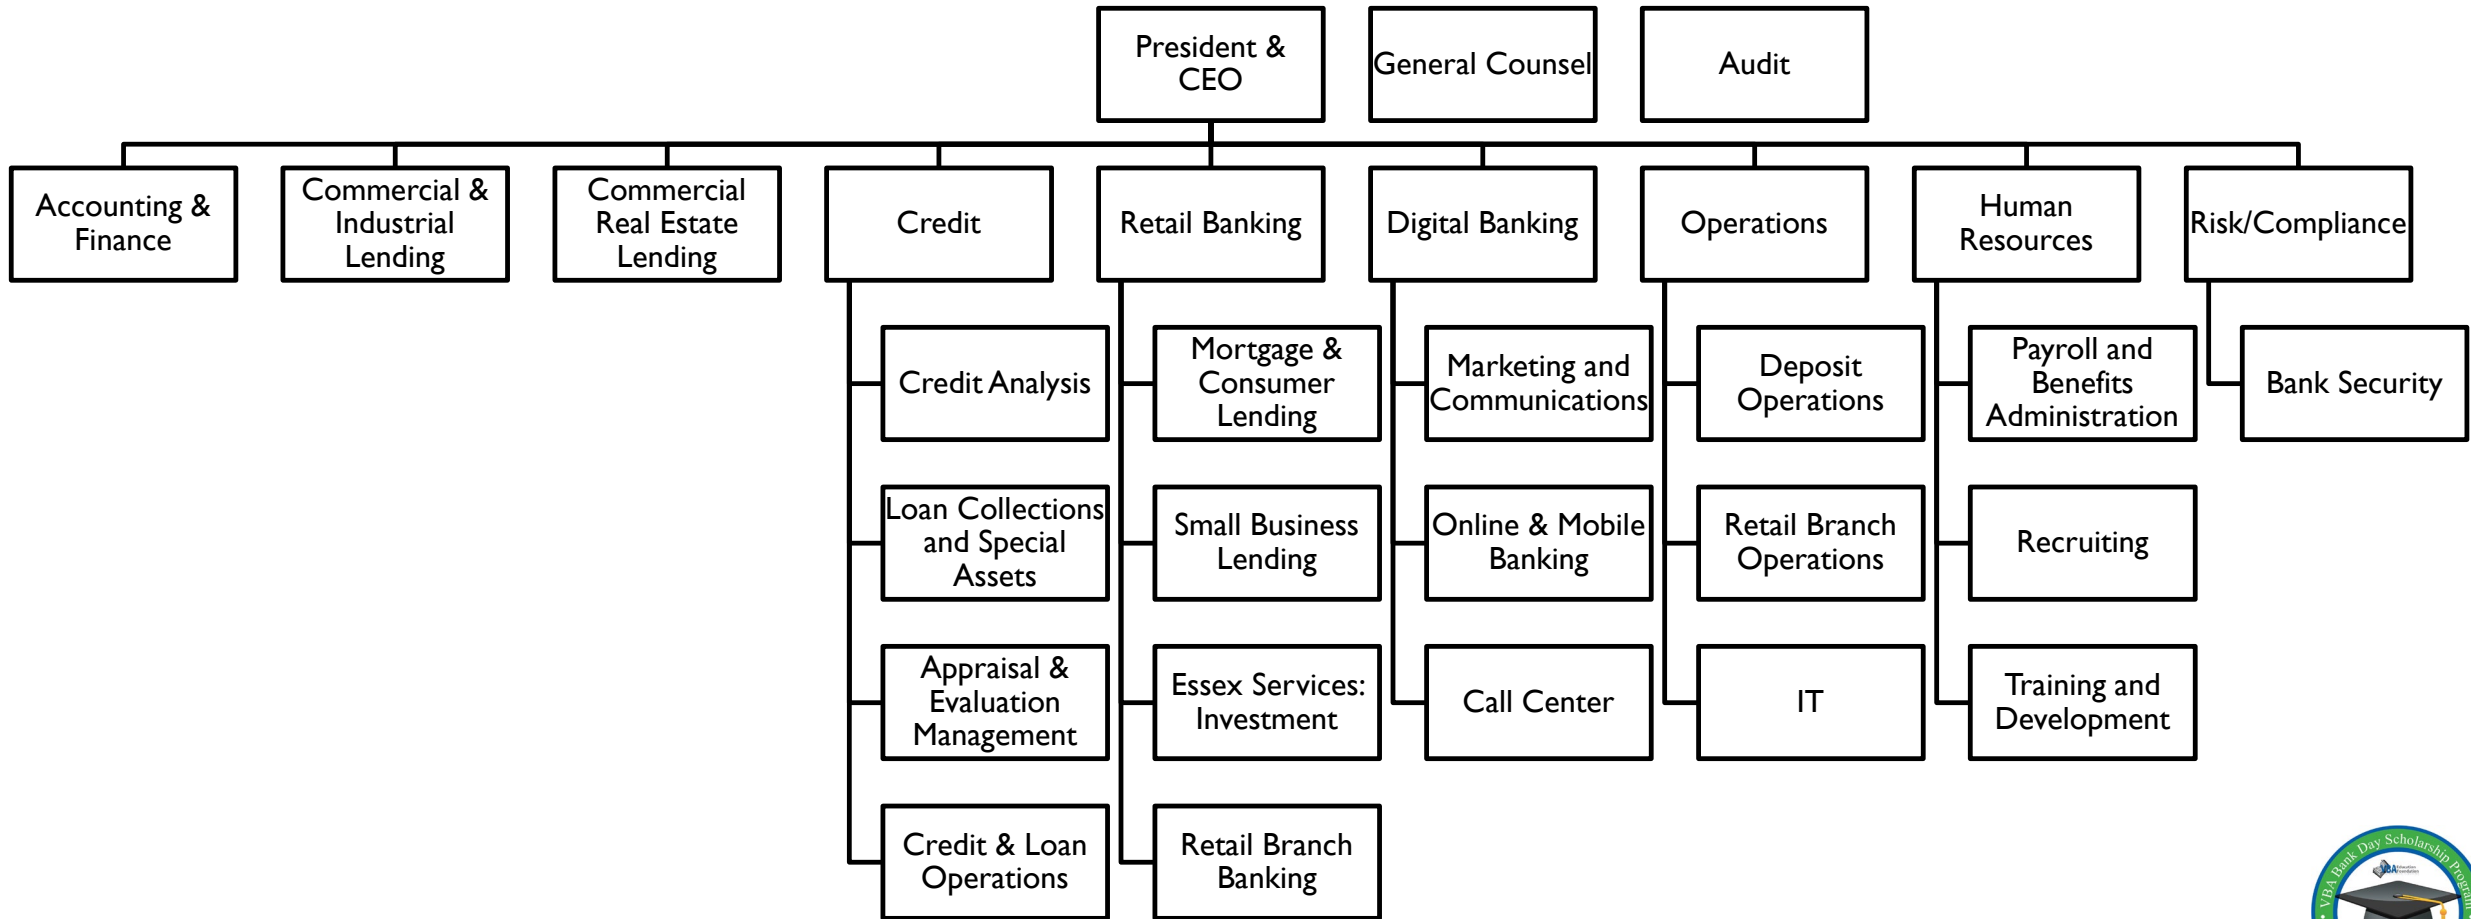 President &
CEO
General Counsel
Audit
Accounting &
Finance
Commercial &
Industrial
Lending
Commercial
Real Estate
Lending
Credit
Retail Banking
Digital Banking
Operations
Human
Resources
Risk/Compliance
Credit Analysis
Mortgage &
Consumer
Lending
Marketing and
Communications
Deposit
Operations
Payroll and
Benefits
Administration
Bank Security
Loan Collections
and Special
Assets
Small Business
Lending
Online & Mobile
Banking
Retail Branch
Operations
Recruiting
Appraisal &
Evaluation
Management
Essex Services:
Investment
Call Center
IT
Training and
Development
Credit & Loan
Operations
Retail Branch
Banking
VBA Bank Day Scholarship Program
VBA